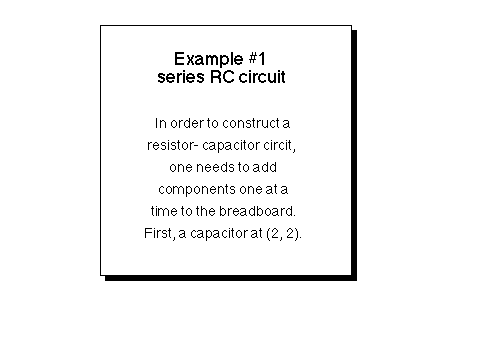 Example #1
series RC circuit
In order to construct a
resistor- capacitor circit,
one needs to add
components one at a
time to the breadboard.
First, a capacitor at (2, 2).